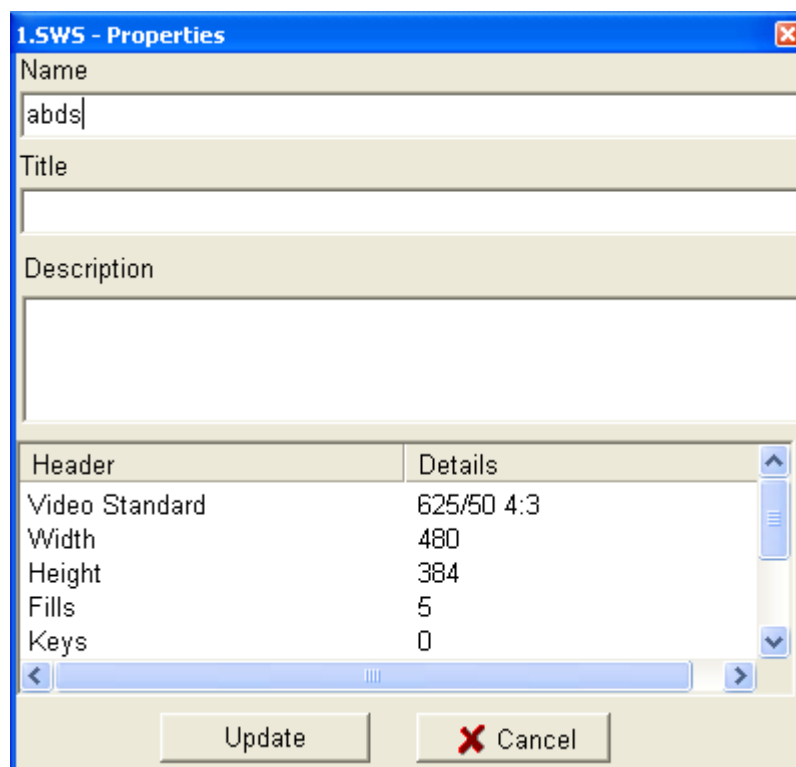 1.SWS - Properties
Name
abds
Title
Description
Header Details
Video Standard 625/50 4:3
Width 480
Height 384
Fills 5
Keys 0
Update Cancel